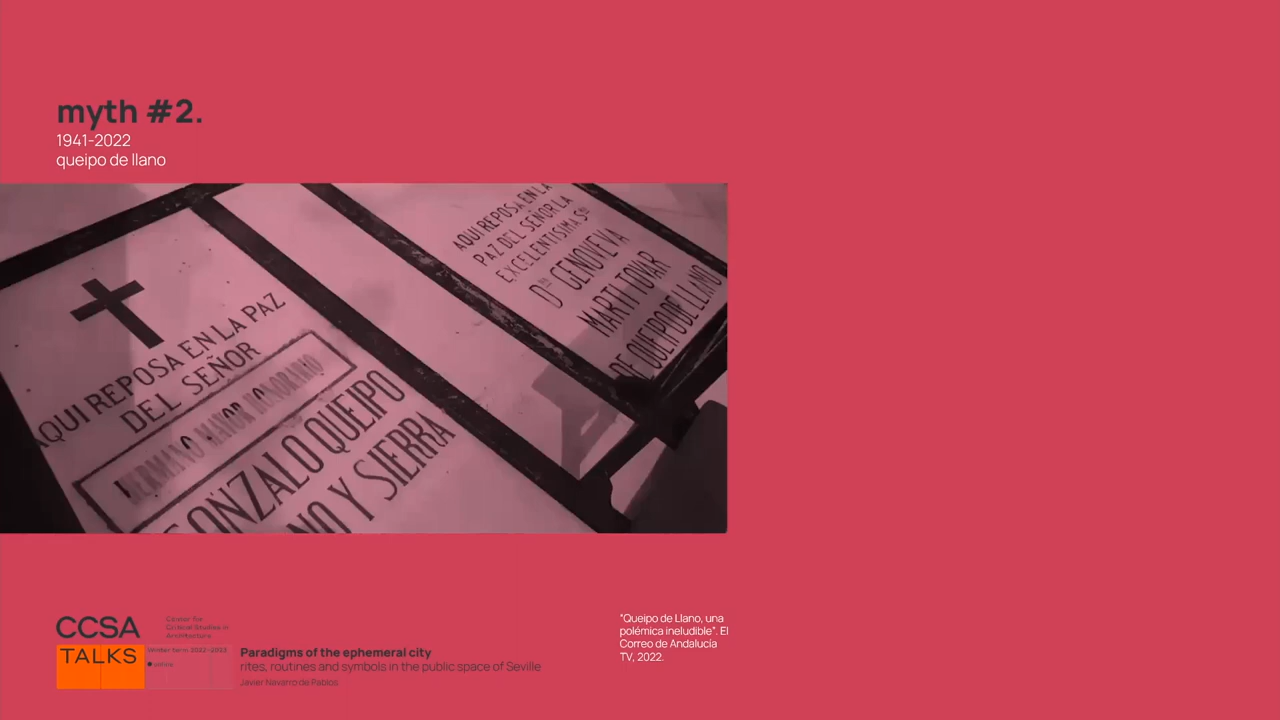 myth #2.
1941-2022
queipo de llano
AQUI REPOSA EN LA PAZ
DEL SEÑOR
HERMANO MAYOR HONORARIO
GONZALO QUEIPO
NO Y SIERRA
AQUI REPOSA EN LA
PAZ DEL SEÑOR LA
EXCELENTISIMA Sª
Dª GENOVEVA
MARTI TOVAR
DE QUEIPO DE LLANO
CCSA
TALKS
Center for
Critical Studies in
Architecture
Winter term 2022-2023
online
Paradigms of the ephemeral city
rites, routines and symbols in the public space of Seville
Javier Navarro de Pablos
"Queipo de Llano, una
polémica ineludible". El
Correo de Andalucía
TV, 2022.